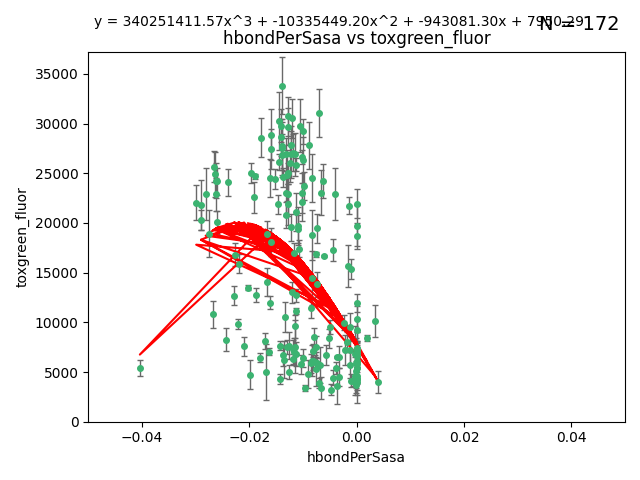 y = 340251411.57x^3 + -10335449.20x^2 + -943081.30x +
N = 172
hbondPerSasa vs toxgreen_fluor
35000
30000
25000
20000
15000
10000
5000
0
toxgreen_fluor
−0.04
−0.02
0.00
0.02
0.04
hbondPerSasa